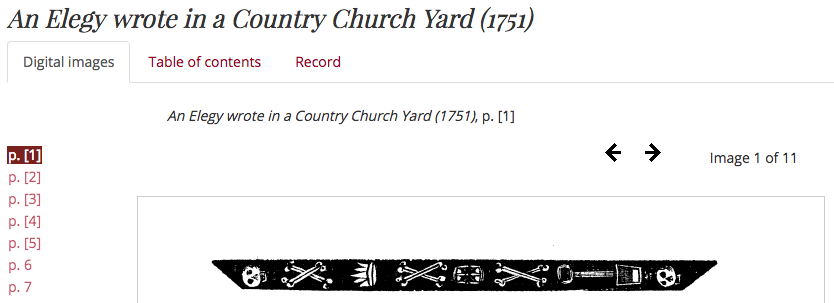 An Elegy wrote in a Country Church Yard (1751)
Digital images Table of contents Record
An Elegy wrote in a Country Church Yard (1751), p. [1]
Image 1 of 11
p. [1]
p. [2]
p. [3]
p. [4]
p. [5]
p. 6
p. 7